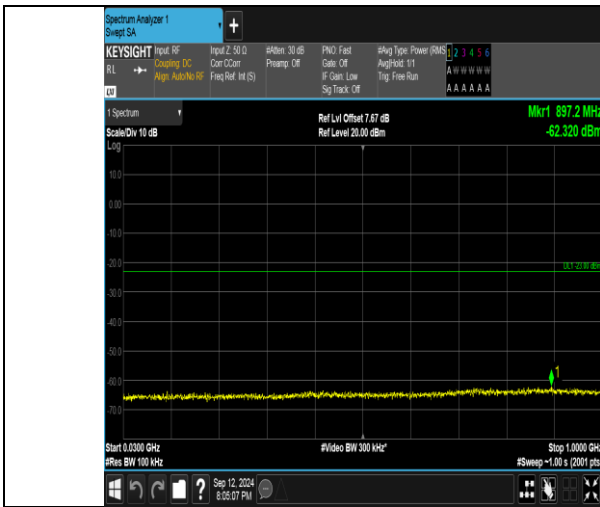 Spectrum Analyzer 1
Swept SA
+
KEYSIGHT Input: RF Input Z: 50 Ω #Atten: 30 dB PNO: Fast #Avg Type: Power (RMS 1 2 3 4 5 6
RL Coupling: DC Corr CCorr Preamp: Off Gate: Off Avg|Hold: 1/1 A W W W W W
Align: Auto/No RF Freq Ref: Int (S) IF Gain: Low Trig: Free Run
LXI Sig Track: Off A A A A A A
1 Spectrum
Ref Lvl Offset 7.67 dB Mkr1 897.2 MHz
Scale/Div 10 dB Ref Level 20.00 dBm -62.320 dBm
Log
10.0
0.00
-10.0
-20.0
DL1 -23.00 dBm
-30.0
-40.0
-50.0
-60.0
1
-70.0
Start 0.0300 GHz #Video BW 300 kHz* Stop 1.0000 GHz
#Res BW 100 kHz #Sweep ~1.00 s (2001 pts
?
Sep 12, 2024
8:05:07 PM